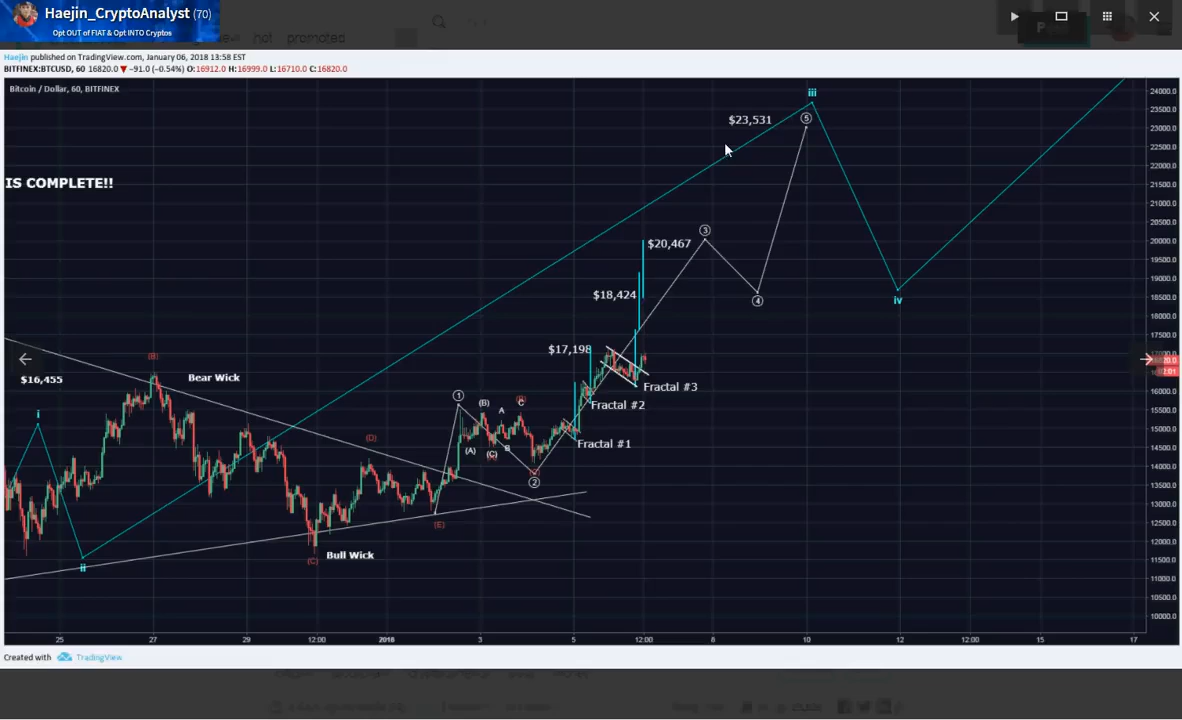 Haejin_CryptoAnalyst (70)
Opt OUT of FIAT & Opt INTO Cryptos
hot promoted
Haejin published on TradingView.com, January 06, 2018 13:58 EST
BITFINEX:BTCUSD, 60 16820.0 ▼ −91.0 (−0.54%) O:16912.0 H:16999.0 L:16710.0 C:16820.0
Bitcoin / Dollar, 60, BITFINEX
IS COMPLETE!!
$23,531
iii
5
$20,467
3
$18,424
4
iv
$17,198
(B)
$16,455
Bear Wick
Fractal #3
Fractal #2
Fractal #1
i
1
(B)
A
C
(A)
(C)
B
2
(D)
(E)
(C)
Bull Wick
ii
24000.0
23500.0
23000.0
22500.0
22000.0
21500.0
21000.0
20500.0
20000.0
19500.0
19000.0
18500.0
18000.0
17500.0
16000.0
15500.0
15000.0
14500.0
14000.0
13500.0
13000.0
12500.0
12000.0
11500.0
11000.0
10500.0
10000.0
25 27 29 12:00 2018 3 5 12:00 8 10 12 12:00 15 17
Created with TradingView